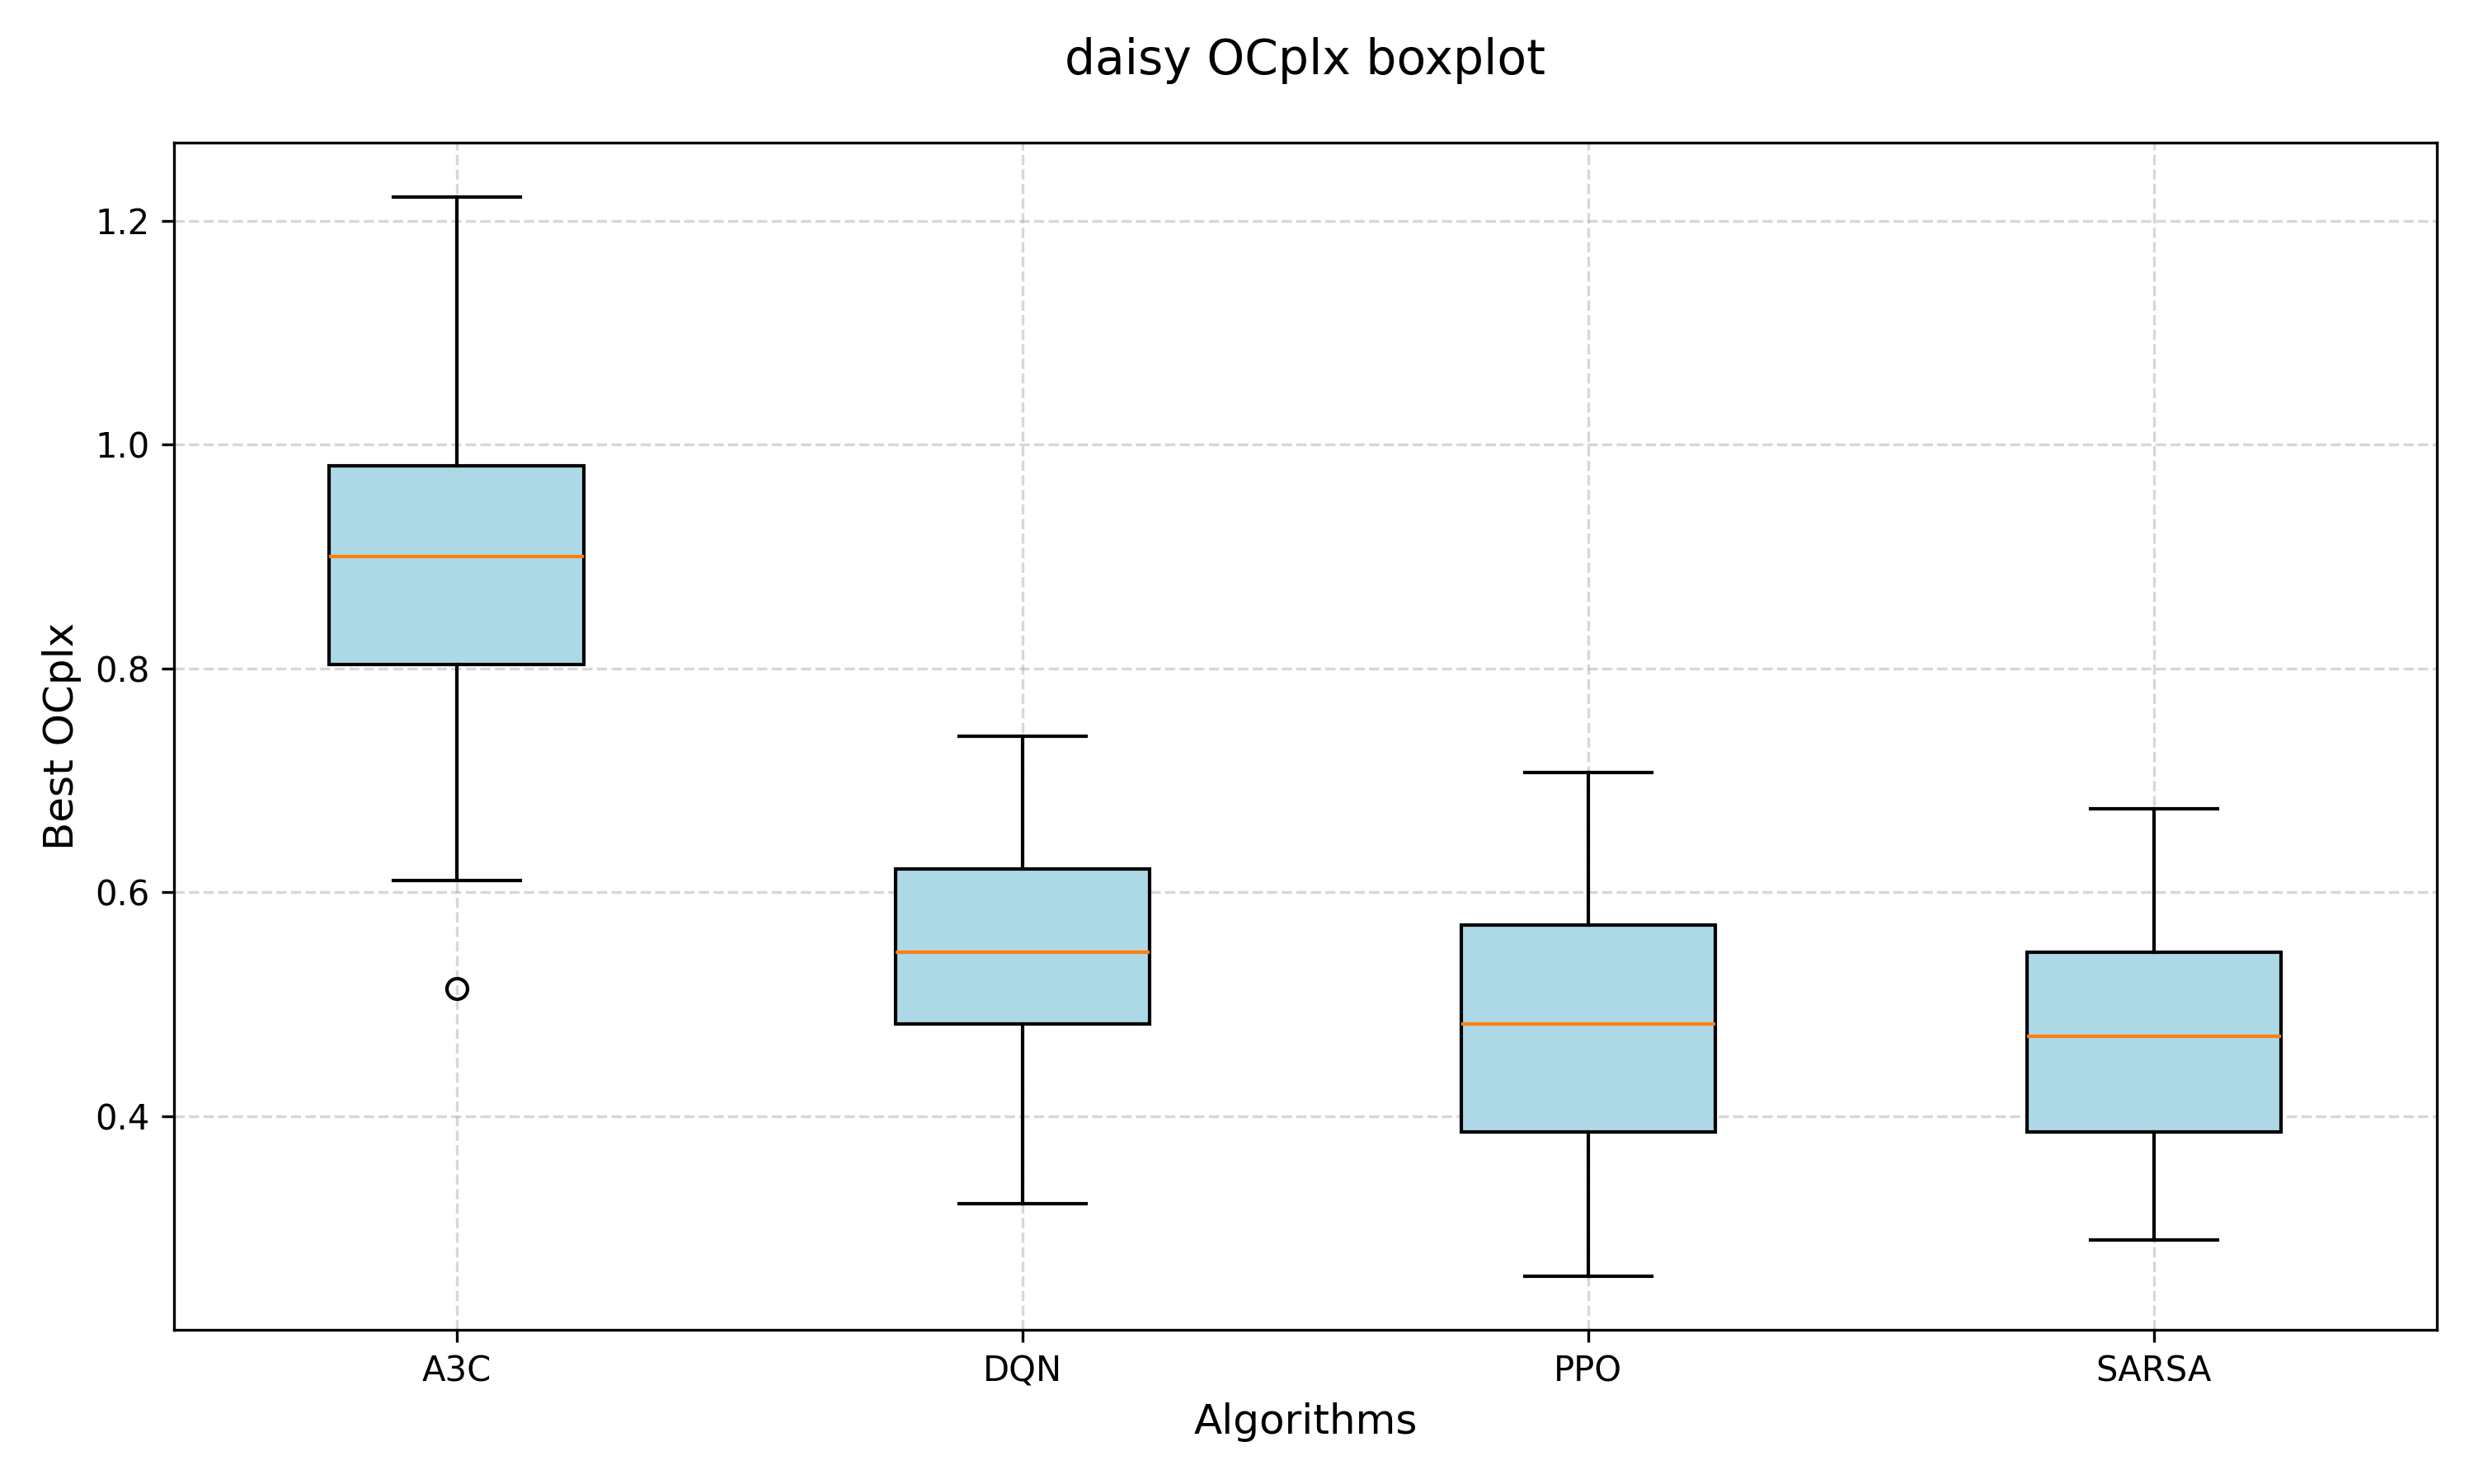 daisy OCplx boxplot
Best OCplx
1.2
1.0
0.8
0.6
0.4
A3C DQN PPO SARSA
Algorithms